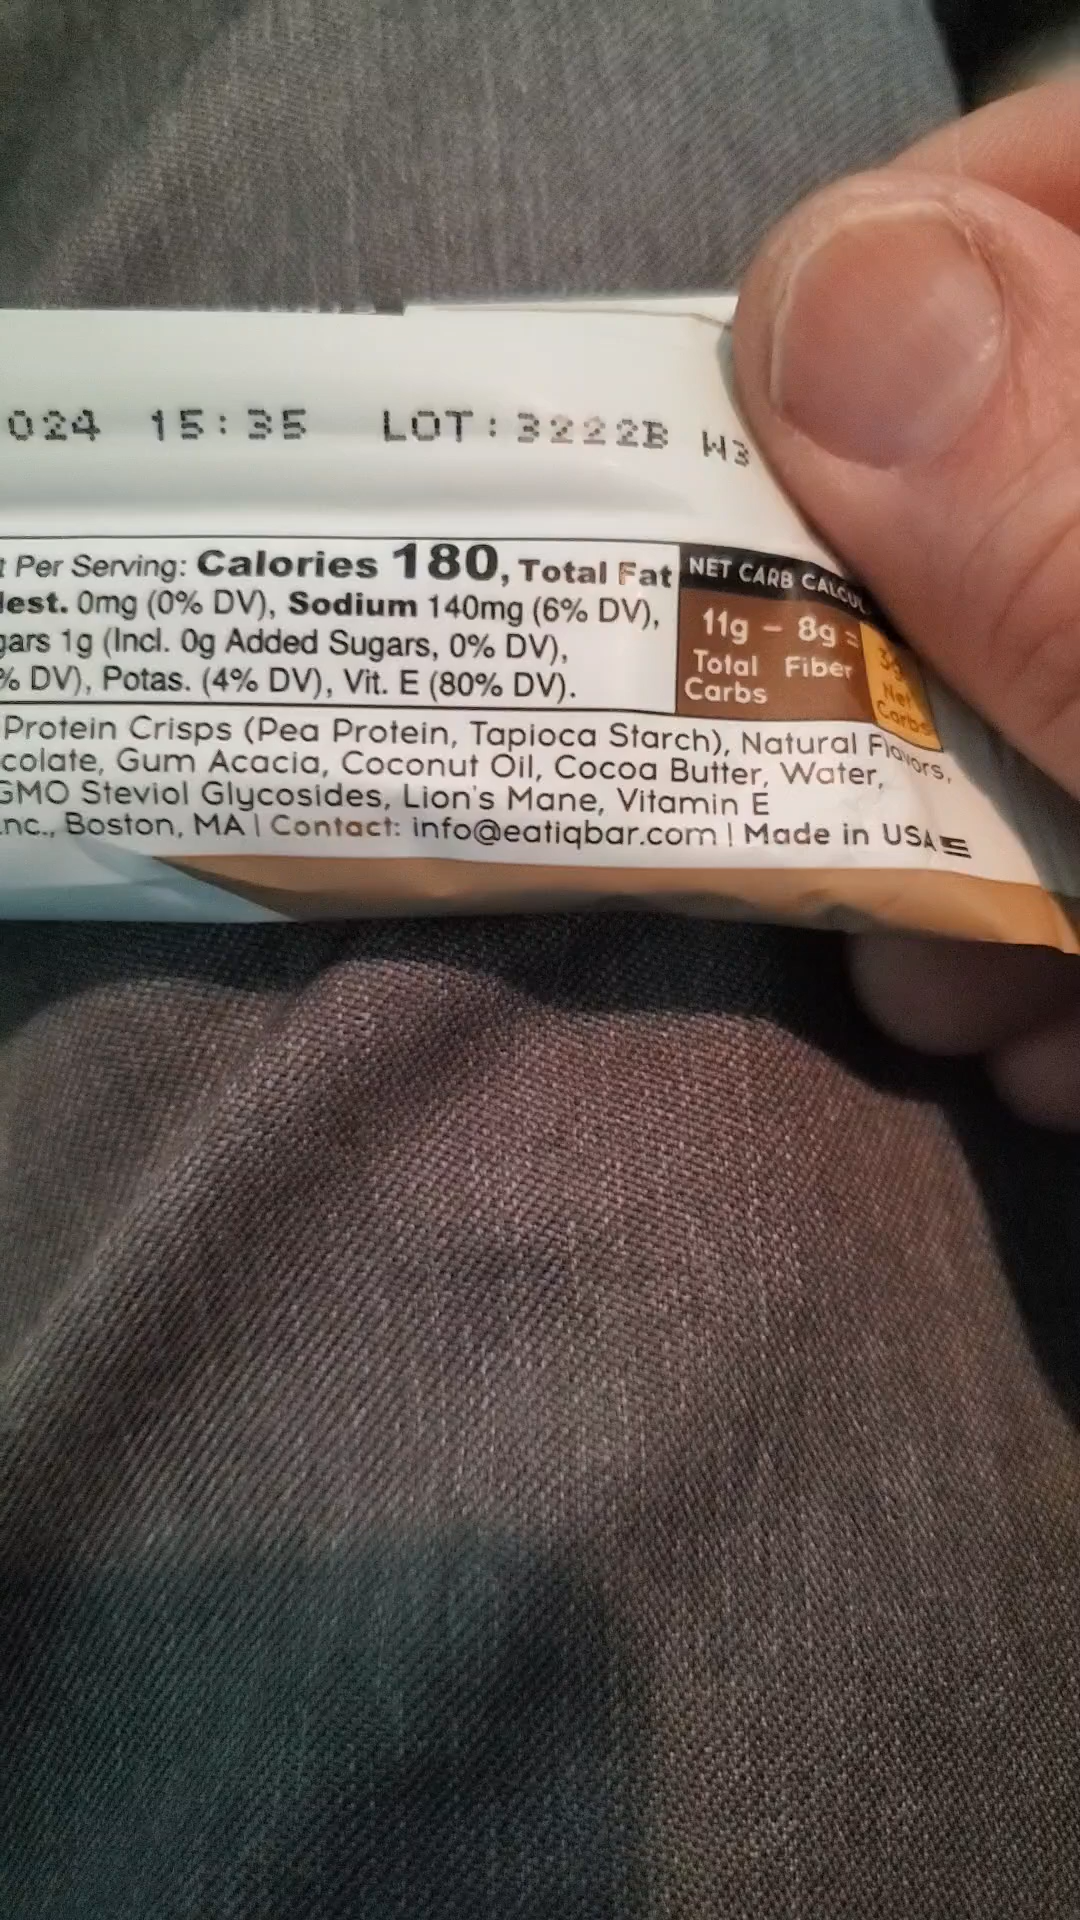 024 15:35 LOT:3222B W3
Per Serving: Calories 180, Total Fat
lest. 0mg (0% DV), Sodium 140mg (6% DV),
gars 1g (Incl. 0g Added Sugars, 0% DV),
% DV), Potas. (4% DV), Vit. E (80% DV).
NET CARB CALCUL
11g - 8g = 3g
Total Fiber Net
Carbs Carbs
Protein Crisps (Pea Protein, Tapioca Starch), Natural Flavors,
colate, Gum Acacia, Coconut Oil, Cocoa Butter, Water,
GMO Steviol Glycosides, Lion's Mane, Vitamin E
nc., Boston, MA | Contact: info@eatiqbar.com | Made in USA